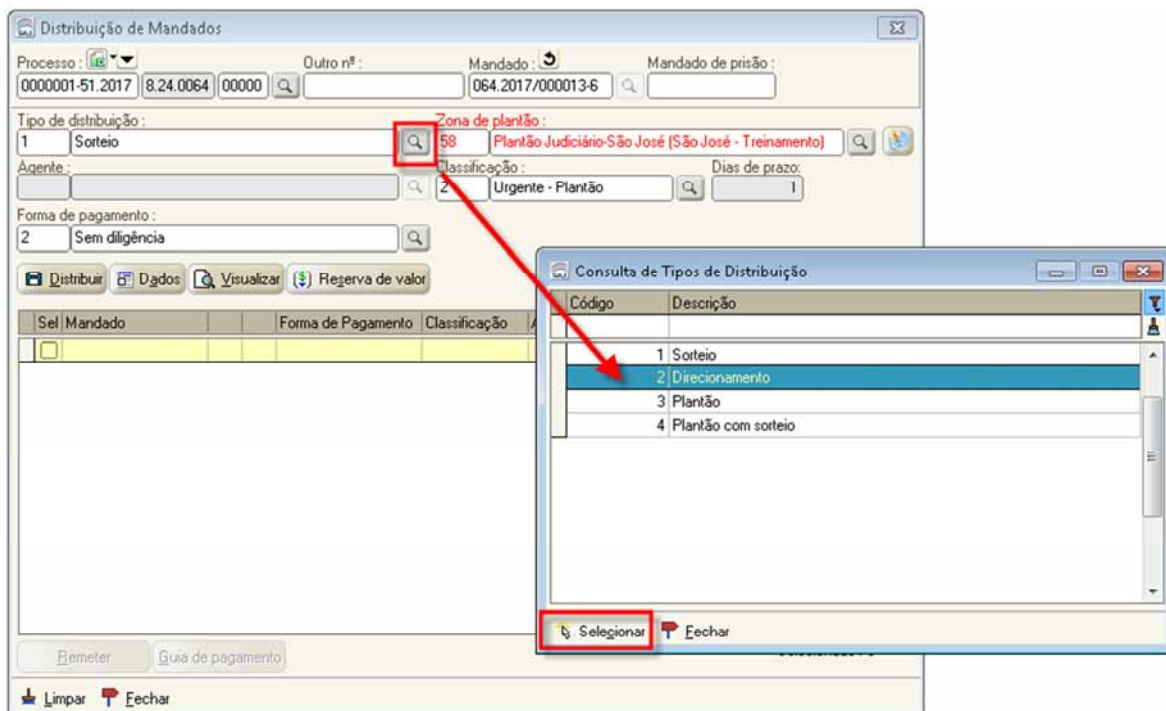 Distribuição de Mandados
Processo : Outro nº : Mandado : Mandado de prisão :
0000001-51.2017 8.24.0064 00000 064.2017/000013-6
Tipo de distribuição : Zona de plantão :
1 Sorteio 58 Plantão Judiciário-São José (São José - Treinamento)
Agente : Classificação : Dias de prazo:
2 Urgente - Plantão 1
Forma de pagamento :
2 Sem diligência
Distribuir Dados Visualizar Reserva de valor
Sel Mandado Forma de Pagamento Classificação
Remeter Guia de pagamento
Limpar Fechar
Consulta de Tipos de Distribuição
Código Descrição
1 Sorteio
2 Direcionamento
3 Plantão
4 Plantão com sorteio
Selecionar Fechar